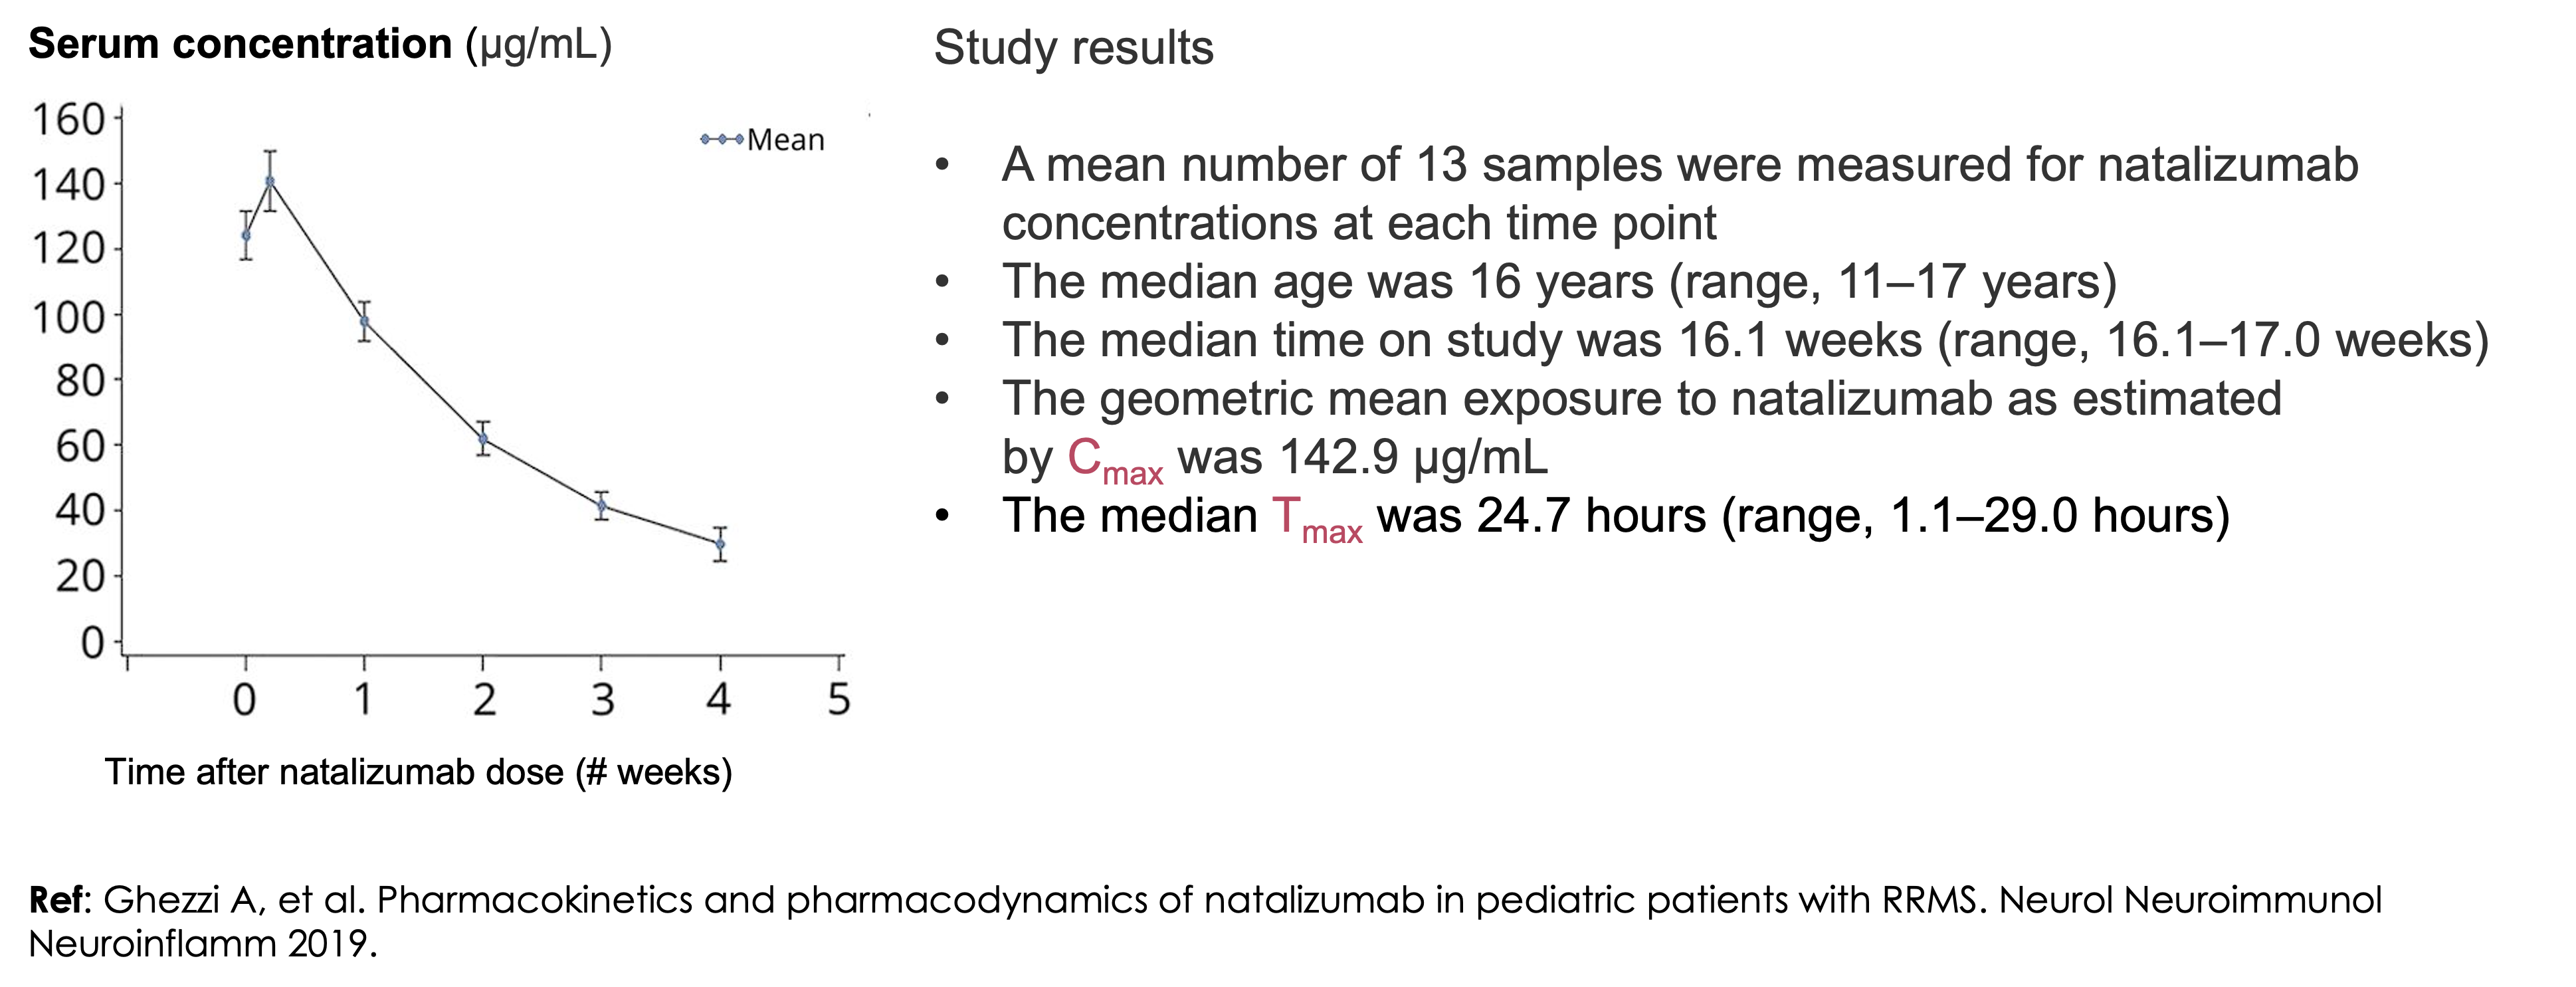 Serum concentration (µg/mL)
160
140
120
100
80
60
40
20
0
Mean
0 1 2 3 4 5
Time after natalizumab dose (# weeks)
Study results
• A mean number of 13 samples were measured for natalizumab
concentrations at each time point
• The median age was 16 years (range, 11–17 years)
• The median time on study was 16.1 weeks (range, 16.1–17.0 weeks)
• The geometric mean exposure to natalizumab as estimated
by Cmax was 142.9 µg/mL
• The median Tmax was 24.7 hours (range, 1.1–29.0 hours)
Ref: Ghezzi A, et al. Pharmacokinetics and pharmacodynamics of natalizumab in pediatric patients with RRMS. Neurol Neuroimmunol
Neuroinflamm 2019.